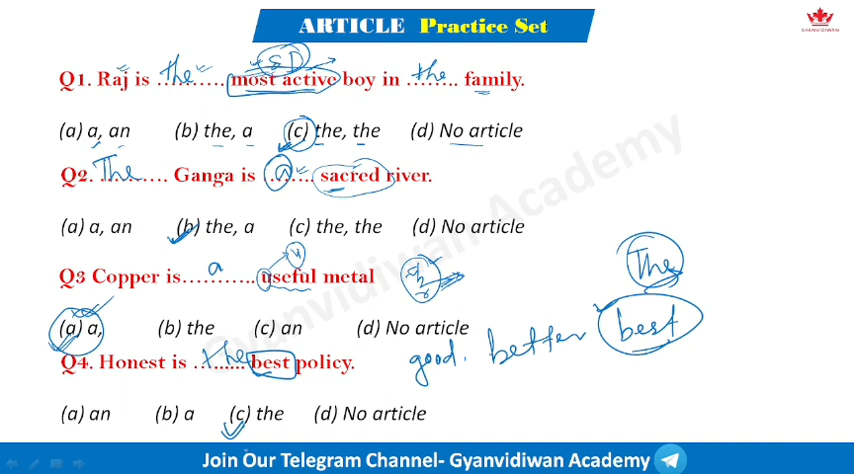 ARTICLE Practice Set
GYANVIDIWAN
SD
Q1. Raj is ...the... most active boy in ..the.. family.
(a) a, an (b) the, a (c) the, the (d) No article
Q2. ..The.. Ganga is ..a.. sacred river.
(a) a, an (b) the, a (c) the, the (d) No article
Q3 Copper is ..a.. useful metal
The
(a) a, (b) the (c) an (d) No article
good. better best
Q4. Honest is ..the.. best policy.
(a) an (b) a (c) the (d) No article
Gyanvidiwan Academy
Join Our Telegram Channel- Gyanvidiwan Academy